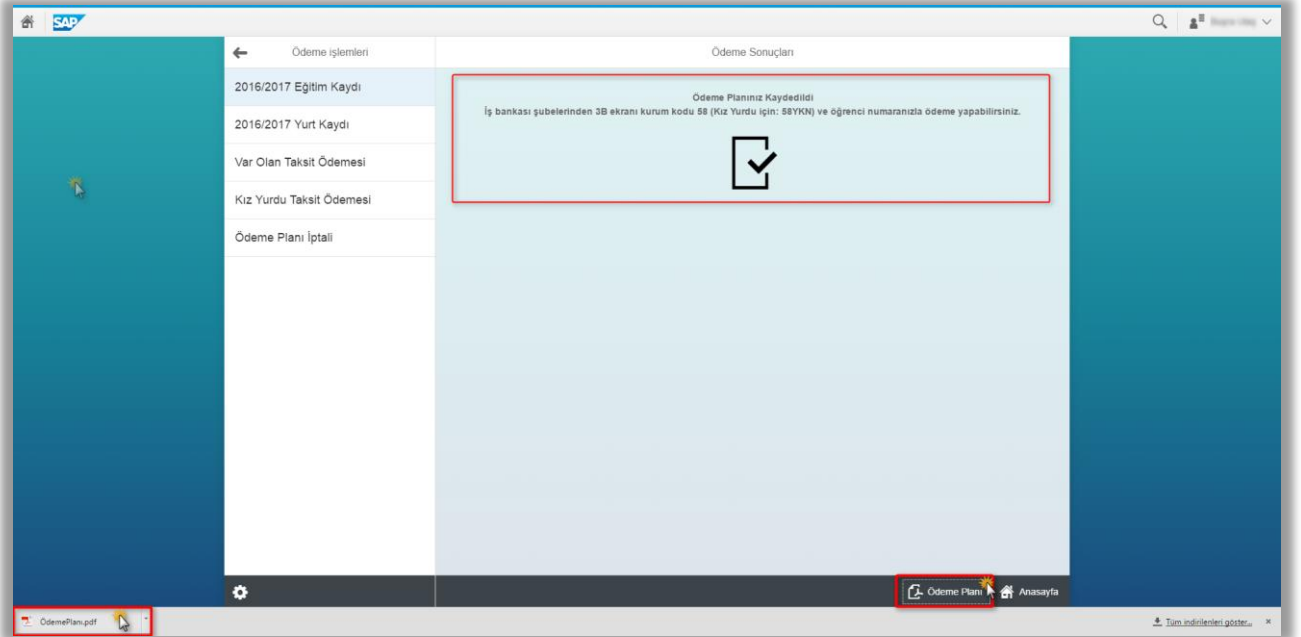 SAP
Ödeme işlemleri
Ödeme Sonuçları
2016/2017 Eğitim Kaydı
2016/2017 Yurt Kaydı
Var Olan Taksit Ödemesi
Kız Yurdu Taksit Ödemesi
Ödeme Planı İptali
Ödeme Planınız Kaydedildi
İş bankası şubelerinden 3B ekranı kurum kodu 58 (Kız Yurdu için: 58YKN) ve öğrenci numaranızla ödeme yapabilirsiniz.
Ödeme Planı
Anasayfa
ÖdemePlanı.pdf
Tüm indirilenleri göster...